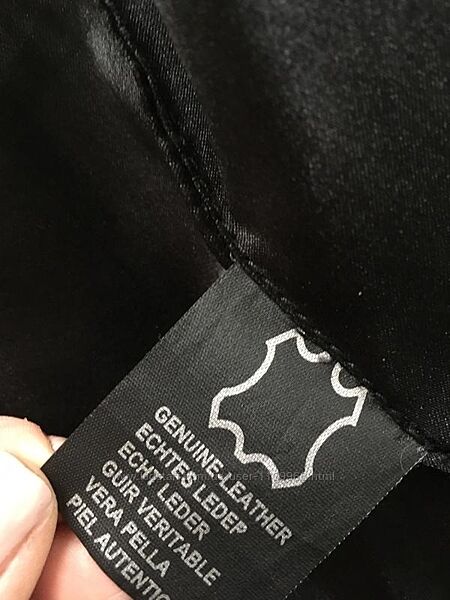 GENUINE LEATHER
ECHTES LEDEP
ECHT LEDER
GUIR VERITABLE
VERA PELLA
PIEL AUTENTIC